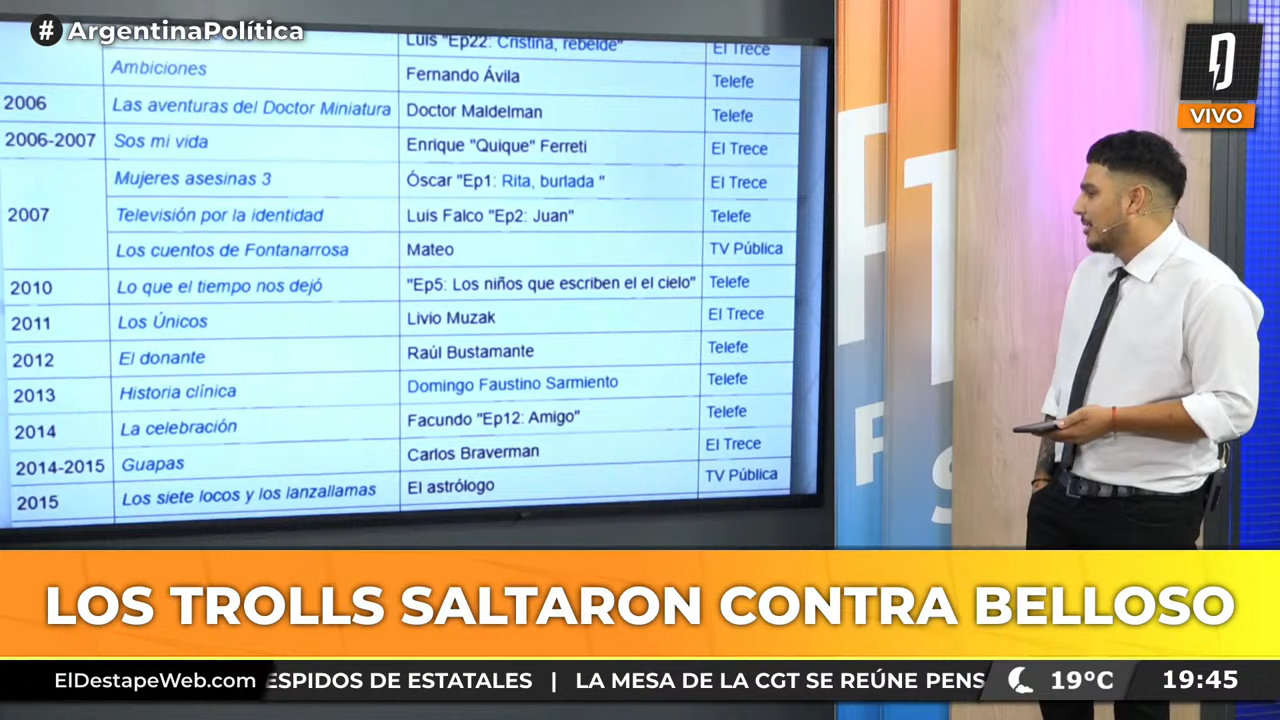 # #ArgentinaPolítica
VIVO
Luis "Ep22: Cristina, rebelde" El Trece
Ambiciones Fernando Ávila Telefe
2006 Las aventuras del Doctor Miniatura Doctor Maldelman Telefe
2006-2007 Sos mi vida Enrique "Quique" Ferreti El Trece
Mujeres asesinas 3 Óscar "Ep1: Rita, burlada " El Trece
2007 Televisión por la identidad Luis Falco "Ep2: Juan" Telefe
Los cuentos de Fontanarrosa Mateo TV Pública
2010 Lo que el tiempo nos dejó "Ep5: Los niños que escriben el el cielo" Telefe
2011 Los Únicos Livio Muzak El Trece
2012 El donante Raúl Bustamante Telefe
2013 Historia clínica Domingo Faustino Sarmiento Telefe
2014 La celebración Facundo "Ep12: Amigo" Telefe
2014-2015 Guapas Carlos Braverman El Trece
2015 Los siete locos y los lanzallamas El astrólogo TV Pública
LOS TROLLS SALTARON CONTRA BELLOSO
ElDestapeWeb.com ESPIDOS DE ESTATALES | LA MESA DE LA CGT SE REÚNE PENS 19°C 19:45